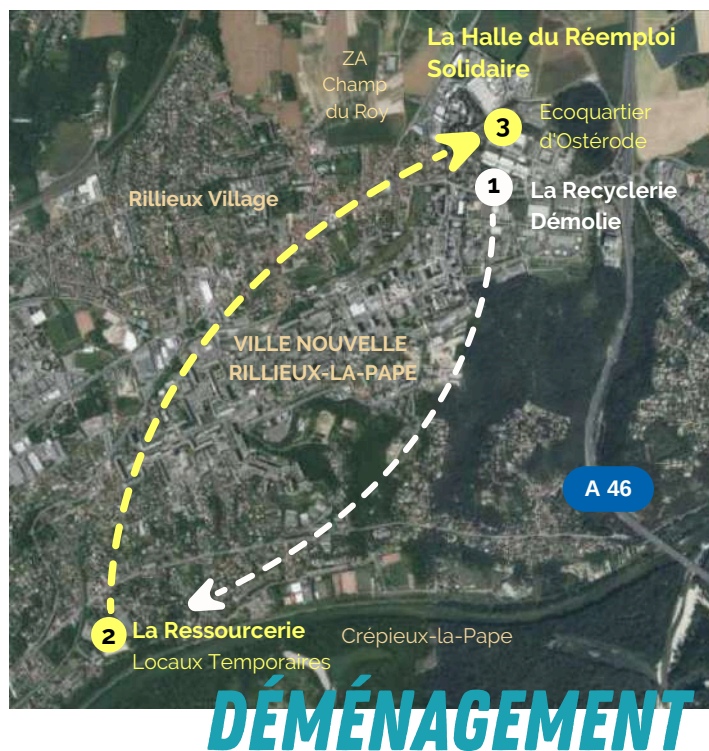 La Halle du Réemploi
Solidaire
ZA
Champ
du Roy
3
Ecoquartier
d'Ostérode
1
La Recyclerie
Démolie
Rillieux Village
VILLE NOUVELLE
RILLIEUX-LA-PAPE
A 46
2
La Ressourcerie
Locaux Temporaires
Crépieux-la-Pape
DÉMÉNAGEMENT